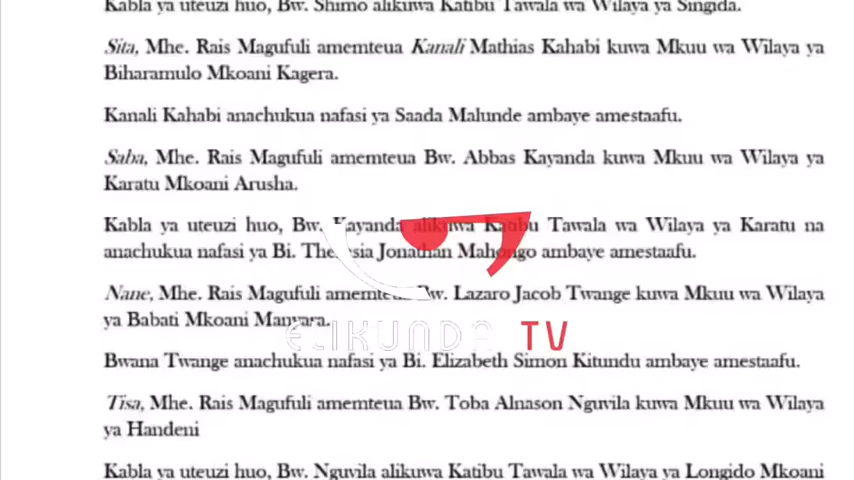 Kabla ya uteuzi huo, Bw. Shimo alikuwa Katibu Tawala wa Wilaya ya Singida.
Sita, Mhe. Rais Magufuli amemteua Kanali Mathias Kahabi kuwa Mkuu wa Wilaya ya
Biharamulo Mkoani Kagera.
Kanali Kahabi anachukua nafasi ya Saada Malunde ambaye amestaafu.
Saba, Mhe. Rais Magufuli amemteua Bw. Abbas Kayanda kuwa Mkuu wa Wilaya ya
Karatu Mkoani Arusha.
Kabla ya uteuzi huo, Bw. Kayanda alikuwa Katibu Tawala wa Wilaya ya Karatu na
anachukua nafasi ya Bi. Theresia Jonathan Mahongo ambaye amestaafu.
Nane, Mhe. Rais Magufuli amemteua Bw. Lazaro Jacob Twange kuwa Mkuu wa Wilaya
ya Babati Mkoani Manyara.
ELIKUNDA TV
Bwana Twange anachukua nafasi ya Bi. Elizabeth Simon Kitundu ambaye amestaafu.
Tisa, Mhe. Rais Magufuli amemteua Bw. Toba Alnason Nguvila kuwa Mkuu wa Wilaya
ya Handeni
Kabla ya uteuzi huo, Bw. Nguvila alikuwa Katibu Tawala wa Wilaya ya Longido Mkoani